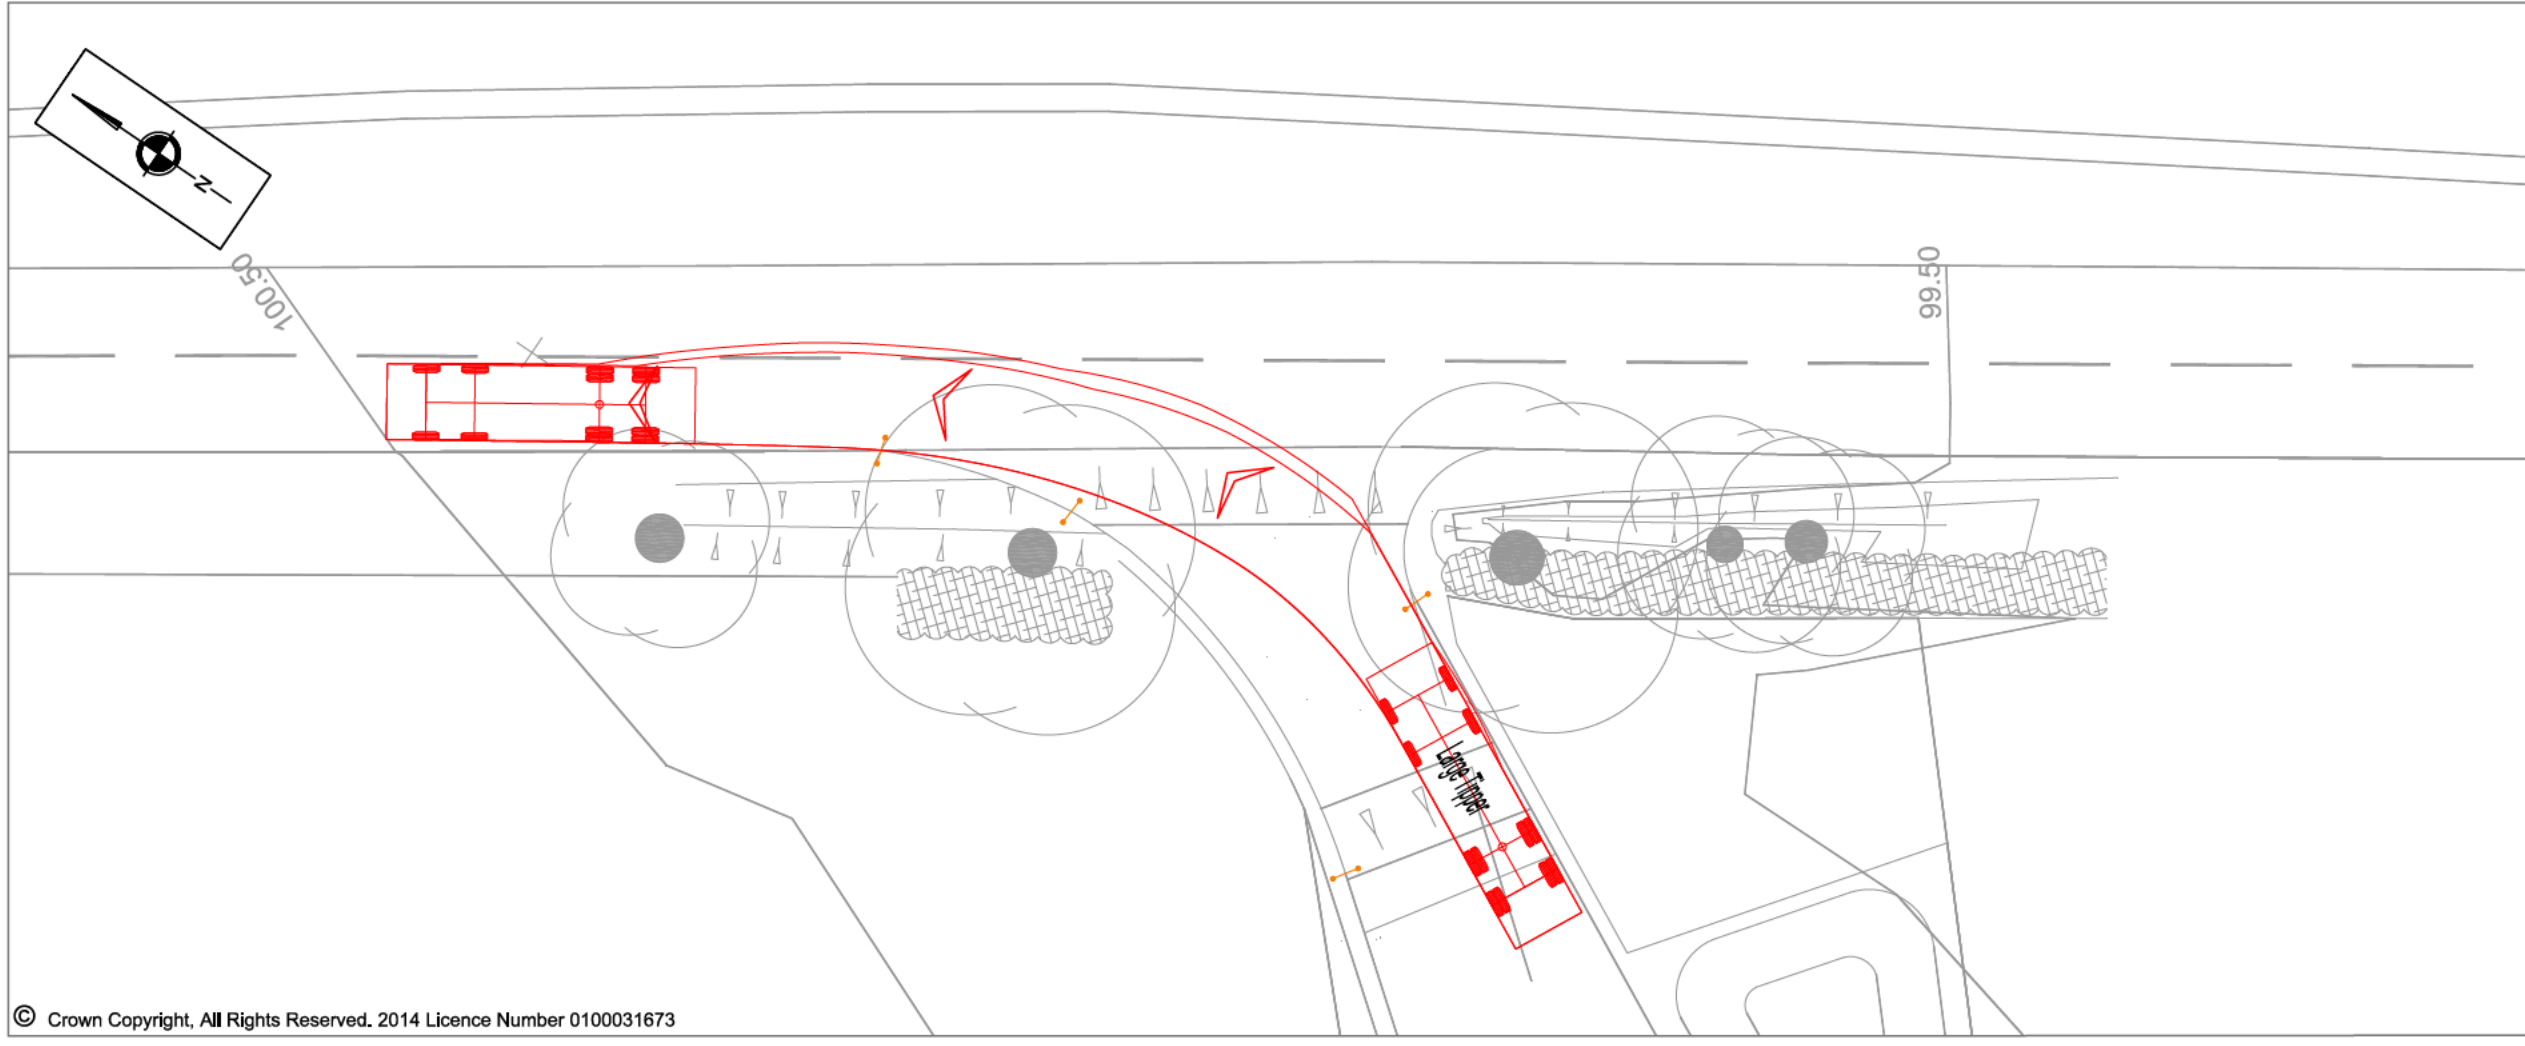 N
100.50
99.50
Large Tipper
© Crown Copyright, All Rights Reserved. 2014 Licence Number 0100031673